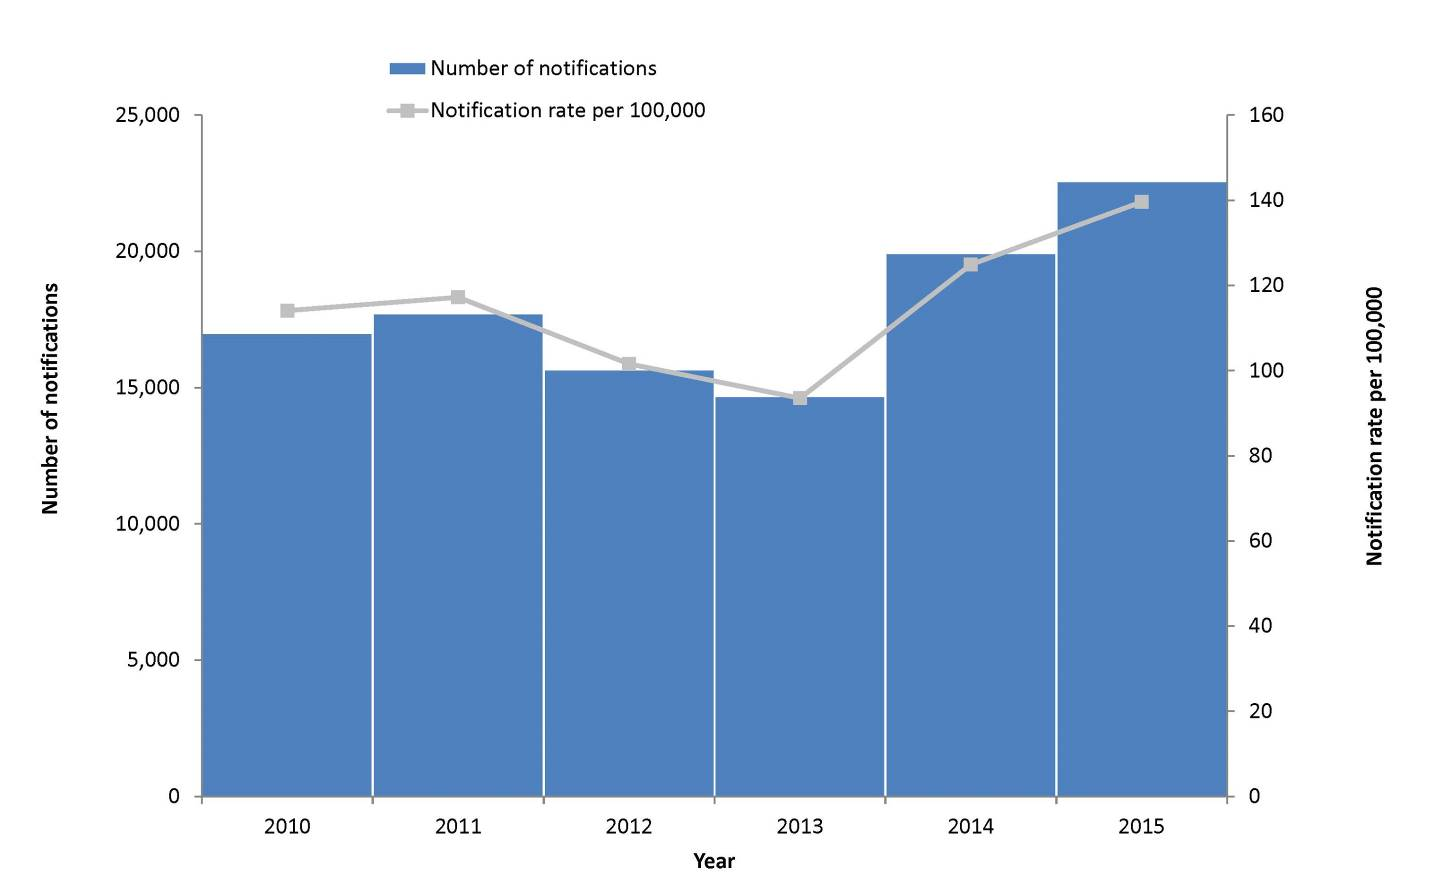 Number of notifications
Notification rate per 100,000
25,000
20,000
15,000
10,000
5,000
0
Number of notifications
160
140
120
100
80
60
40
20
0
Notification rate per 100,000
2010 2011 2012 2013 2014 2015
Year